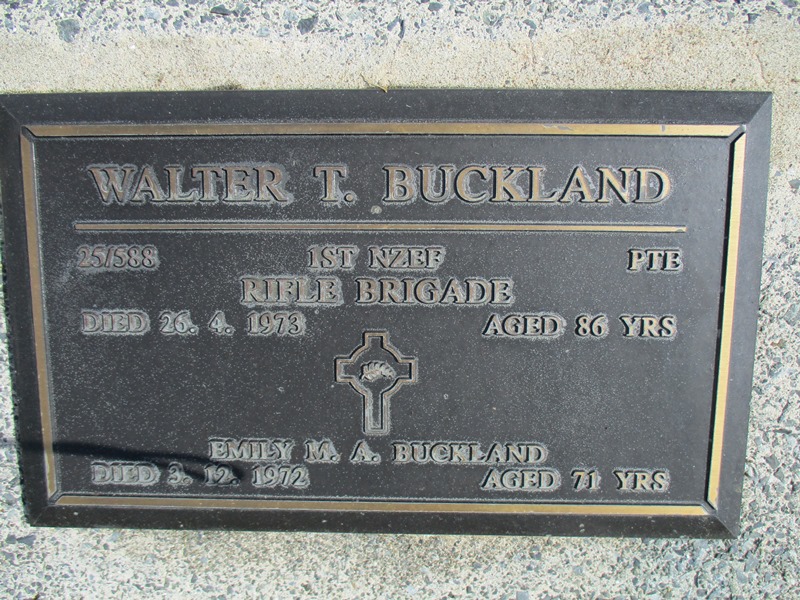 WALTER T. BUCKLAND
25/588 1ST NZEF PTE
RIFLE BRIGADE
DIED 26. 4. 1973 AGED 86 YRS
EMILY M. A. BUCKLAND
DIED 3. 12. 1972 AGED 71 YRS